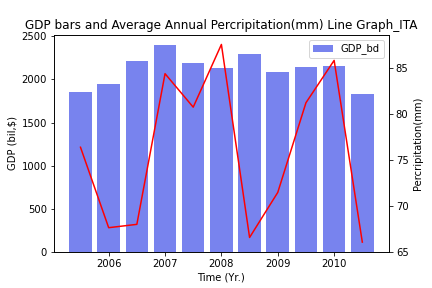 GDP bars and Average Annual Percripitation(mm) Line Graph_ITA
GDP_bd
2500
2000
1500
1000
500
0
GDP (bil,$)
85
80
75
70
65
Percripitation(mm)
2006 2007 2008 2009 2010
Time (Yr.)